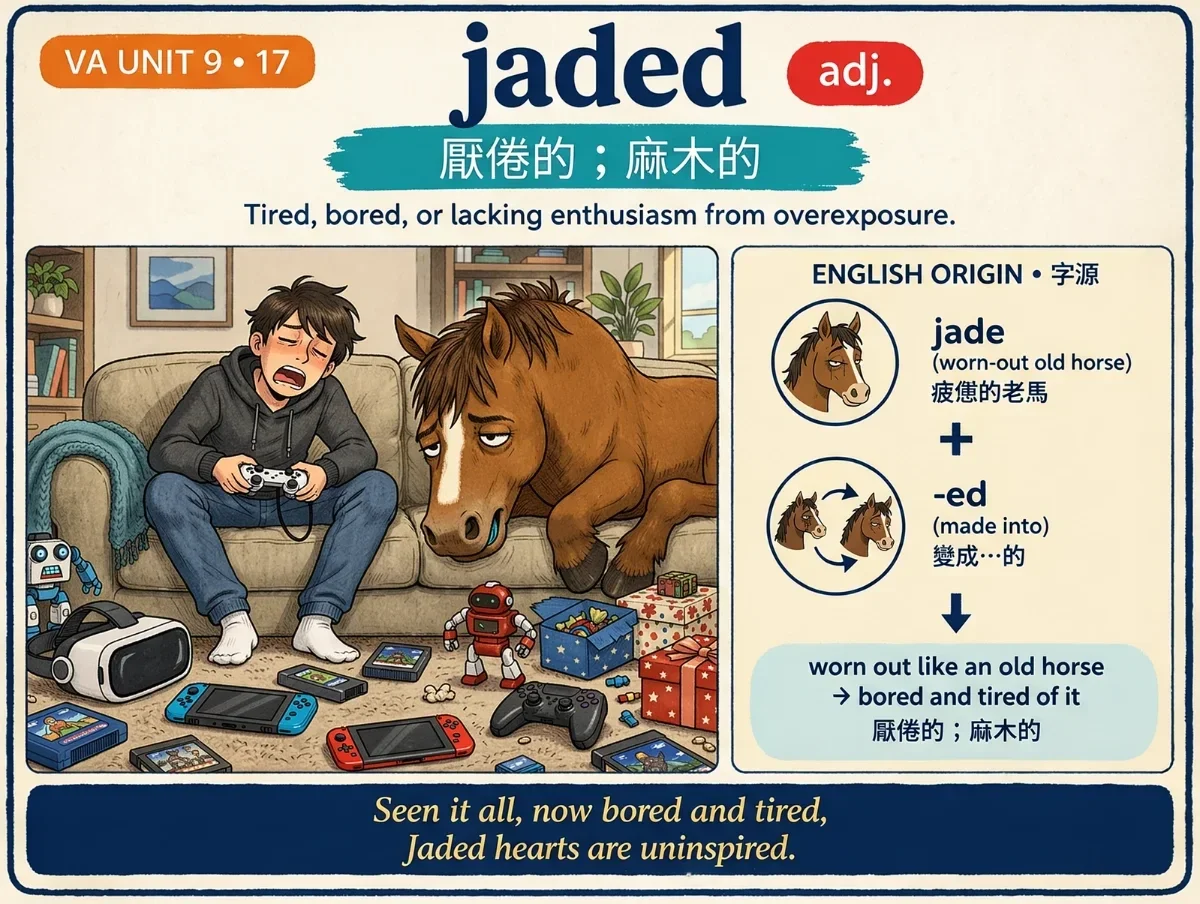 VA UNIT 9 • 17
jaded
adj.
厭倦的；麻木的
Tired, bored, or lacking enthusiasm from overexposure.
ENGLISH ORIGIN • 字源
jade
(worn-out old horse)
疲憊的老馬
+
-ed
(made into)
變成…的
worn out like an old horse
→ bored and tired of it
厭倦的；麻木的
Seen it all, now bored and tired,
Jaded hearts are uninspired.